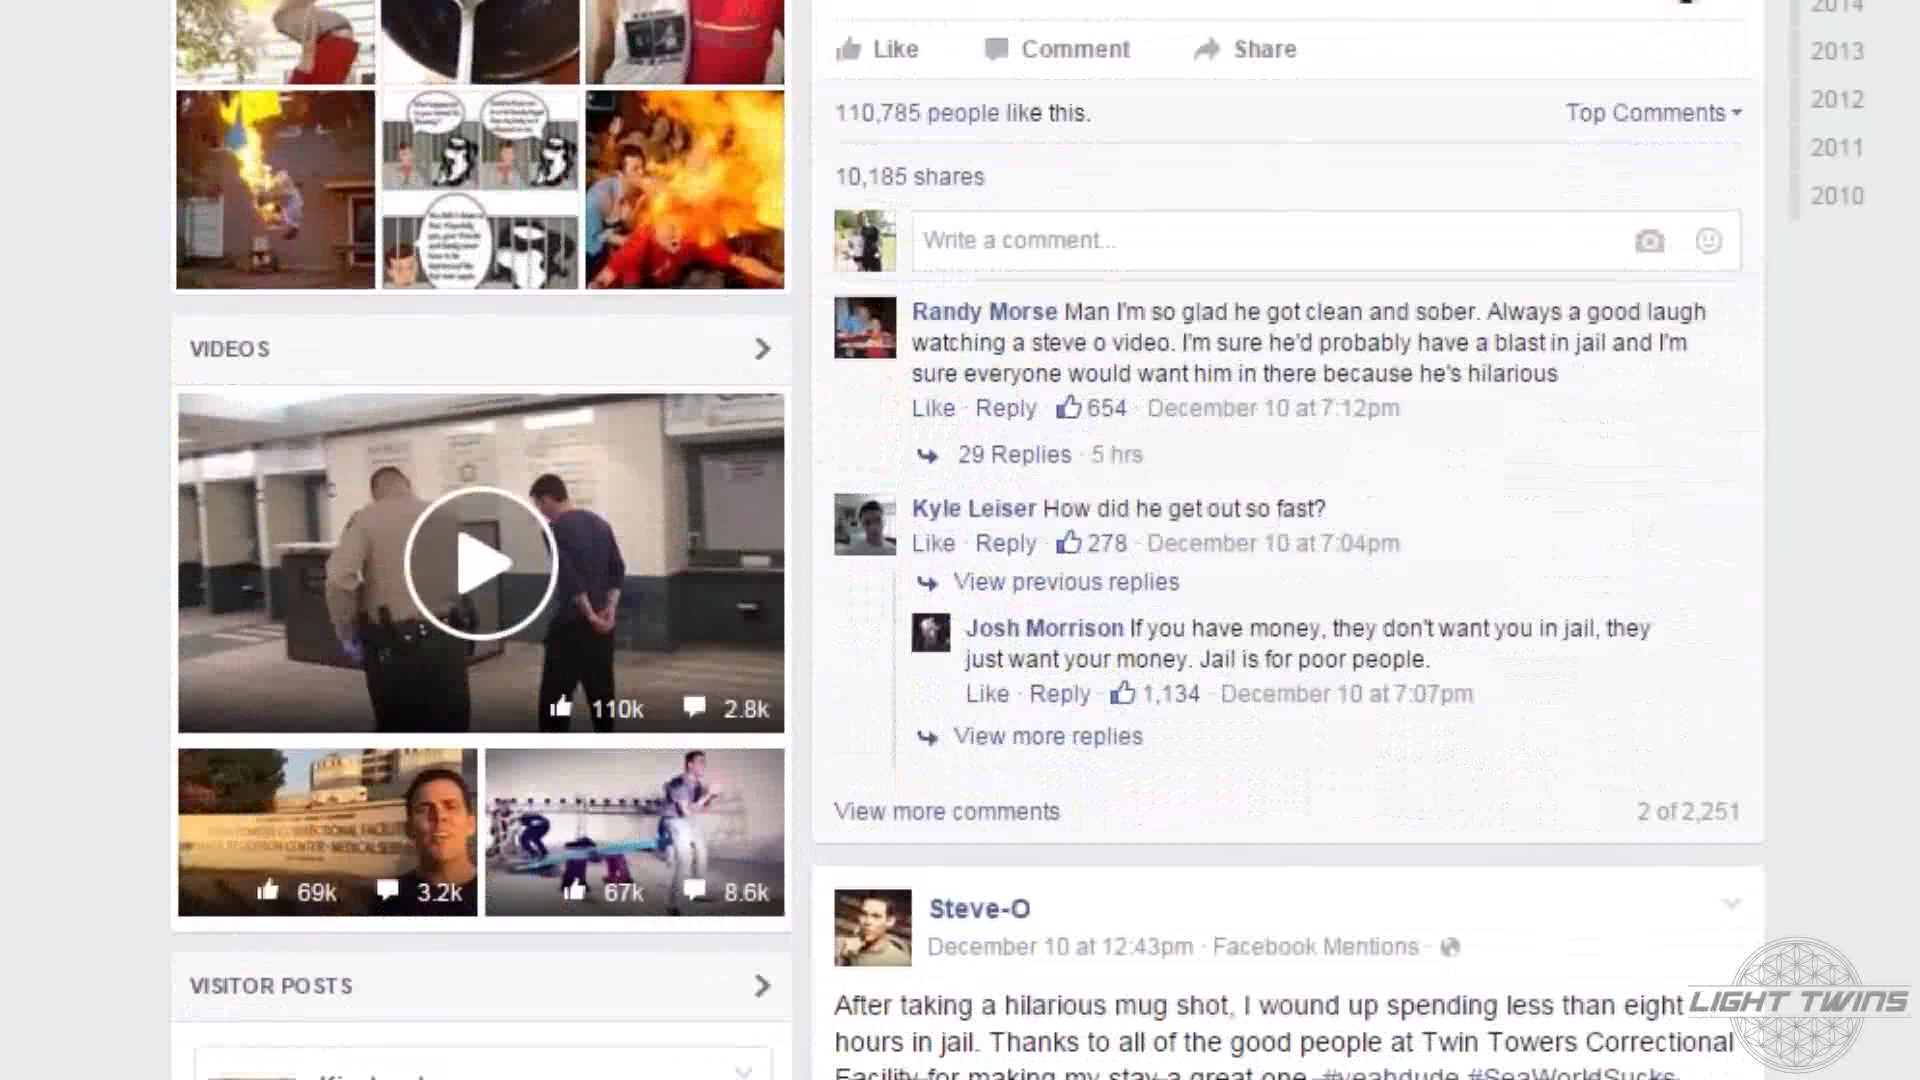 2014
Like Comment Share
2013
110,785 people like this.
Top Comments
2012
2011
10,185 shares
2010
Write a comment...
Randy Morse Man I'm so glad he got clean and sober. Always a good laugh
watching a steve o video. I'm sure he'd probably have a blast in jail and I'm
sure everyone would want him in there because he's hilarious
Like · Reply · 654 · December 10 at 7:12pm
29 Replies · 5 hrs
Kyle Leiser How did he get out so fast?
Like · Reply · 278 · December 10 at 7:04pm
View previous replies
Josh Morrison If you have money, they don't want you in jail, they
just want your money. Jail is for poor people.
Like · Reply · 1,134 · December 10 at 7:07pm
View more replies
View more comments
2 of 2,251
VIDEOS
110k 2.8k
69k 3.2k
67k 8.6k
VISITOR POSTS
Steve-O
December 10 at 12:43pm · Facebook Mentions ·
After taking a hilarious mug shot, I wound up spending less than eight
hours in jail. Thanks to all of the good people at Twin Towers Correctional
Facility for making my stay a great one. #yeahdude #SeaWorldSucks
LIGHT TWINS